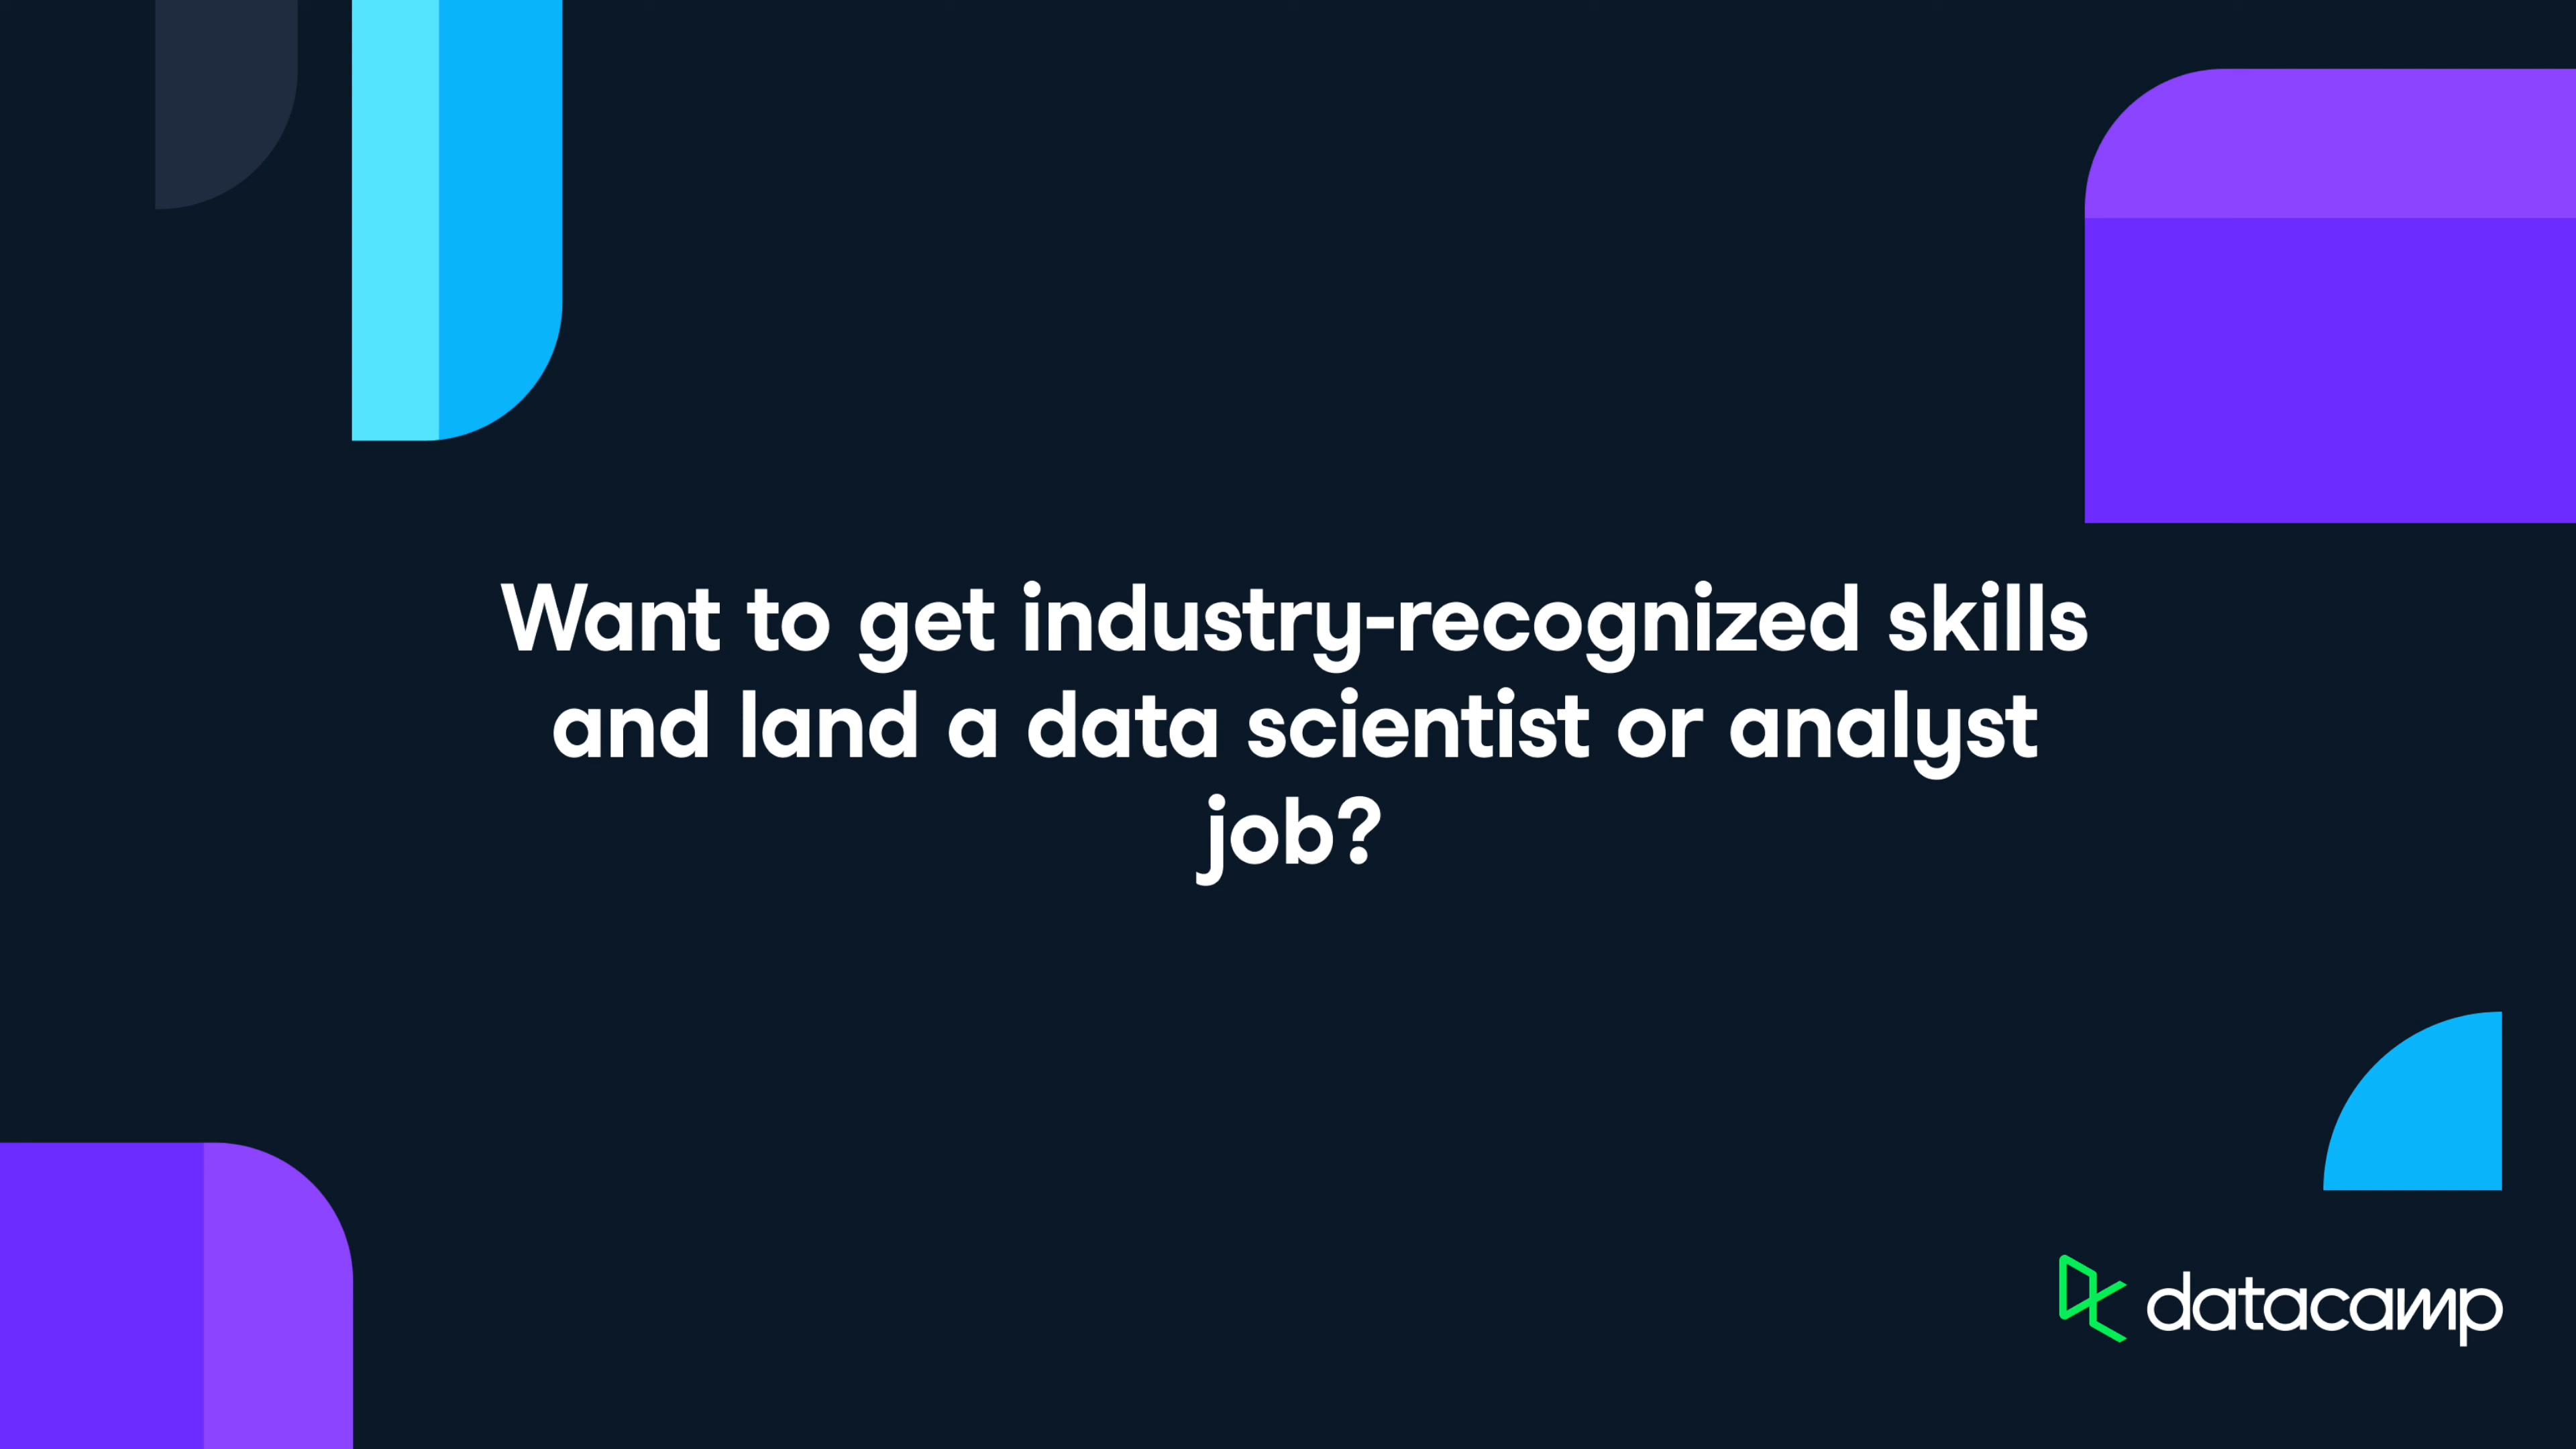 Want to get industry-recognized skills
and land a data scientist or analyst
job?
datacamp